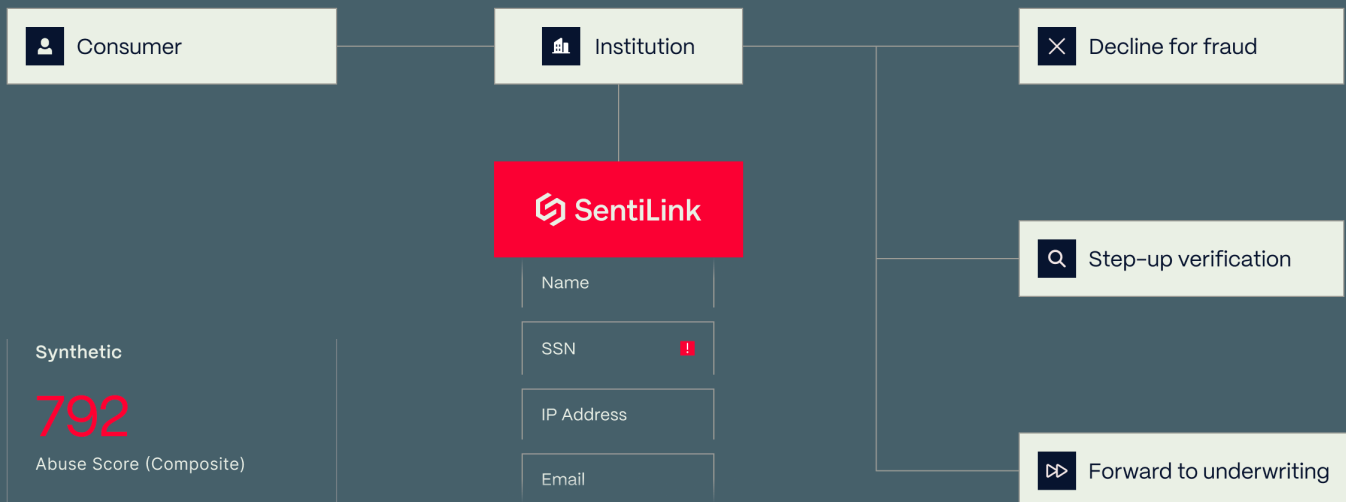 Consumer
Institution
Decline for fraud
SentiLink
Step-up verification
Name
SSN
!
IP Address
Email
Synthetic
792
Abuse Score (Composite)
Forward to underwriting